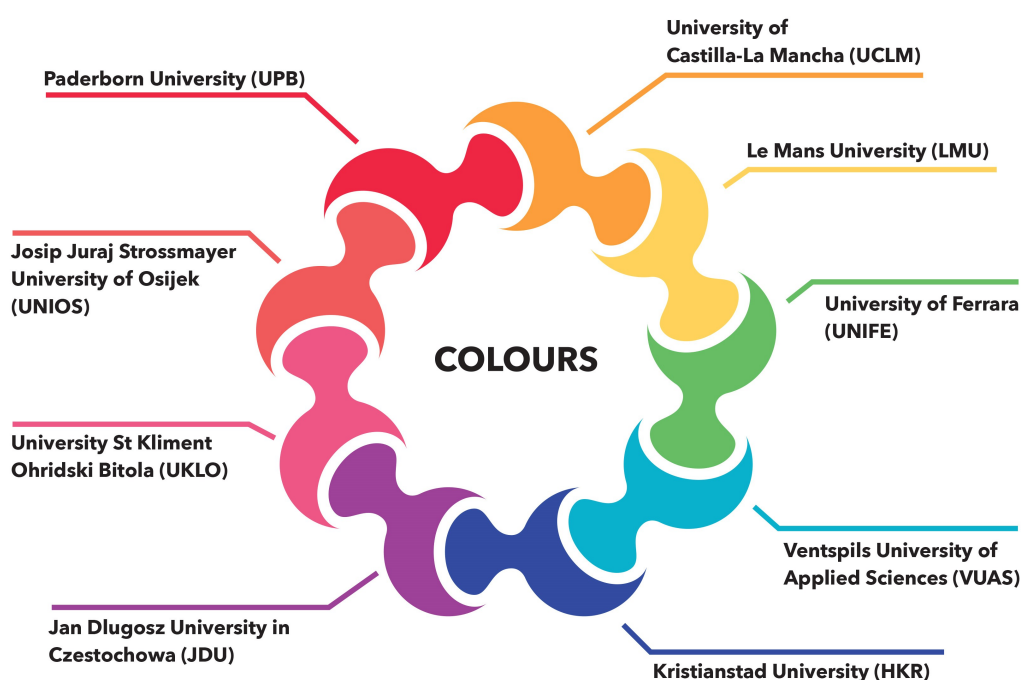 University of
Castilla-La Mancha (UCLM)
Paderborn University (UPB)
Le Mans University (LMU)
Josip Juraj Strossmayer
University of Osijek
(UNIOS)
University of Ferrara
(UNIFE)
COLOURS
University St Kliment
Ohridski Bitola (UKLO)
Ventspils University of
Applied Sciences (VUAS)
Jan Dlugosz University in
Czestochowa (JDU)
Kristianstad University (HKR)